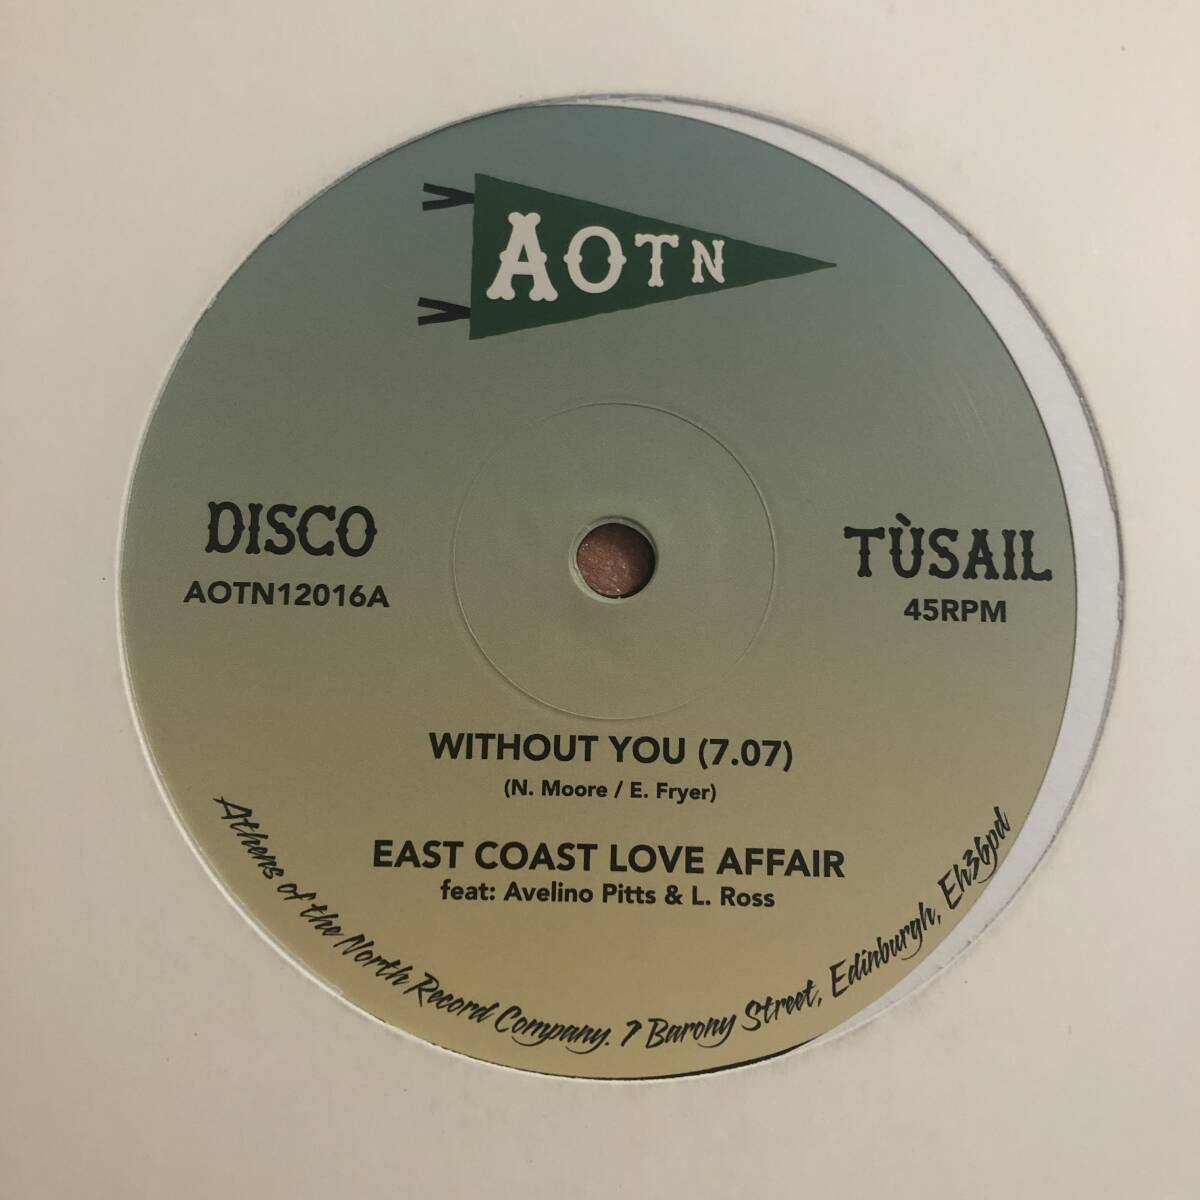 AOTN
DISCO
AOTN12016A
TÙSAIL
45RPM
WITHOUT YOU (7.07)
(N. Moore / E. Fryer)
EAST COAST LOVE AFFAIR
feat: Avelino Pitts & L. Ross
Athens of the North Record Company. 7 Barony Street, Edinburgh, Eh36pd